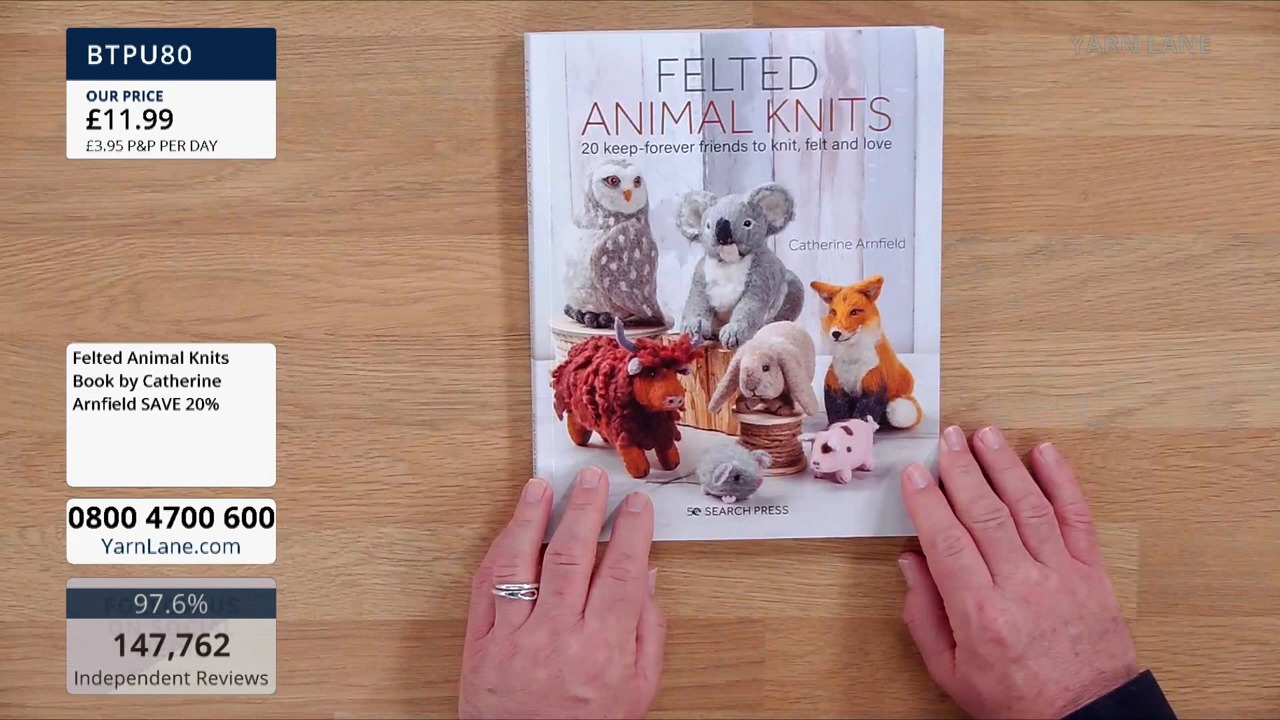 BTPU80
OUR PRICE
£11.99
£3.95 P&P PER DAY
Felted Animal Knits
Book by Catherine
Arnfield SAVE 20%
0800 4700 600
YarnLane.com
97.6%
147,762
Independent Reviews
YARN LANE
FELTED
ANIMAL KNITS
20 keep-forever friends to knit, felt and love
Catherine Arnfield
SEARCH PRESS